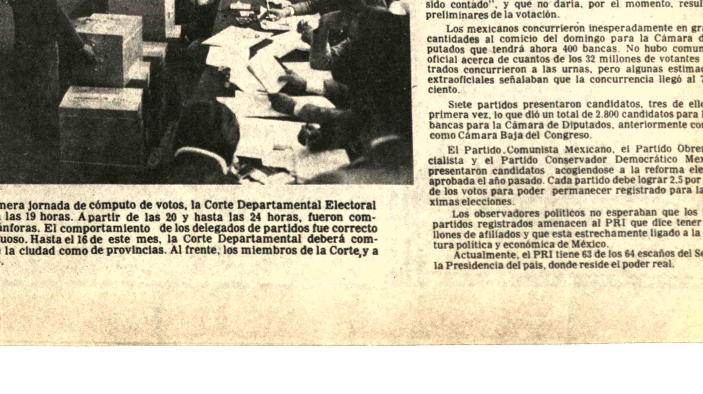 nera jornada de cómputo de votos, la Corte Departamental Electoral
las 19 horas. A partir de las 20 y hasta las 24 horas, fueron com-
ánforas. El comportamiento de los delegados de partidos fue correcto
uoso. Hasta el 16 de este mes, la Corte Departamental deberá com-
la ciudad como de provincias. Al frente, los miembros de la Corte, y a
sido contado", y que no daría, por el momento, resul
preliminares de la votación.
Los mexicanos concurrieron inesperadamente en gra
cantidades al comicio del domingo para la Cámara d
putados que tendrá ahora 400 bancas. No hubo comun
oficial acerca de cuantos de los 32 millones de votantes
trados concurrieron a las urnas, pero algunas estimac
extraoficiales señalaban que la concurrencia llegó al 7
ciento.
Siete partidos presentaron candidatos, tres de elle
primera vez, lo que dió un total de 2.800 candidatos para l
bancas para la Cámara de Diputados, anteriormente co
como Cámara Baja del Congreso.
El Partido Comunista Mexicano, el Partido Obrer
cialista y el Partido Conservador Democrático Mex
presentaron candidatos acogiendose a la reforma ele
aprobada el año pasado. Cada partido debe lograr 2.5 por
de los votos para poder permanecer registrado para la
ximas elecciones.
Los observadores políticos no esperaban que los
partidos registrados amenacen al PRI que dice tener
llones de afiliados y que esta estrechamente ligado a la
tura política y económica de México.
Actualmente, el PRI tiene 63 de los 64 escaños del Se
la Presidencia del país, donde reside el poder real.